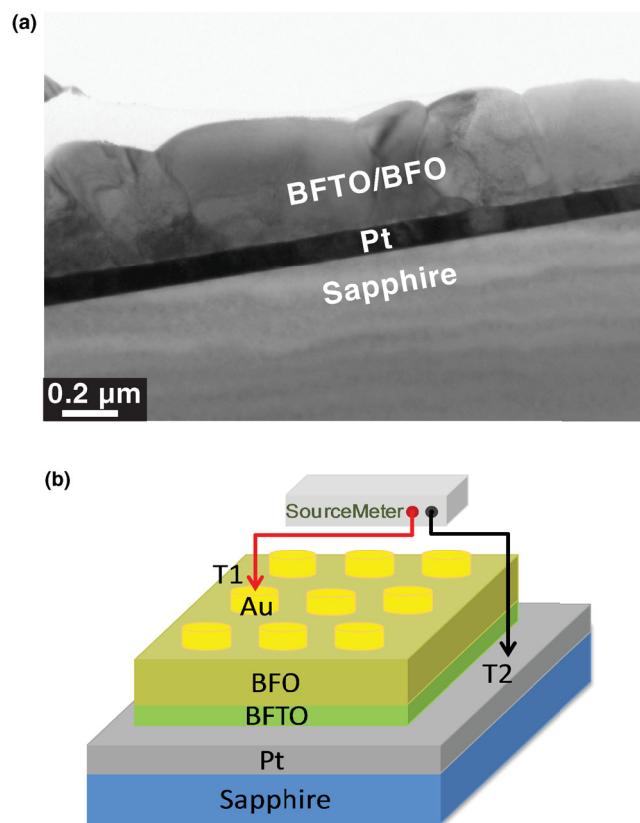 (a)
BFTO/BFO
Pt
Sapphire
0.2 µm
(b)
SourceMeter
T1
Au
T2
BFO
BFTO
Pt
Sapphire